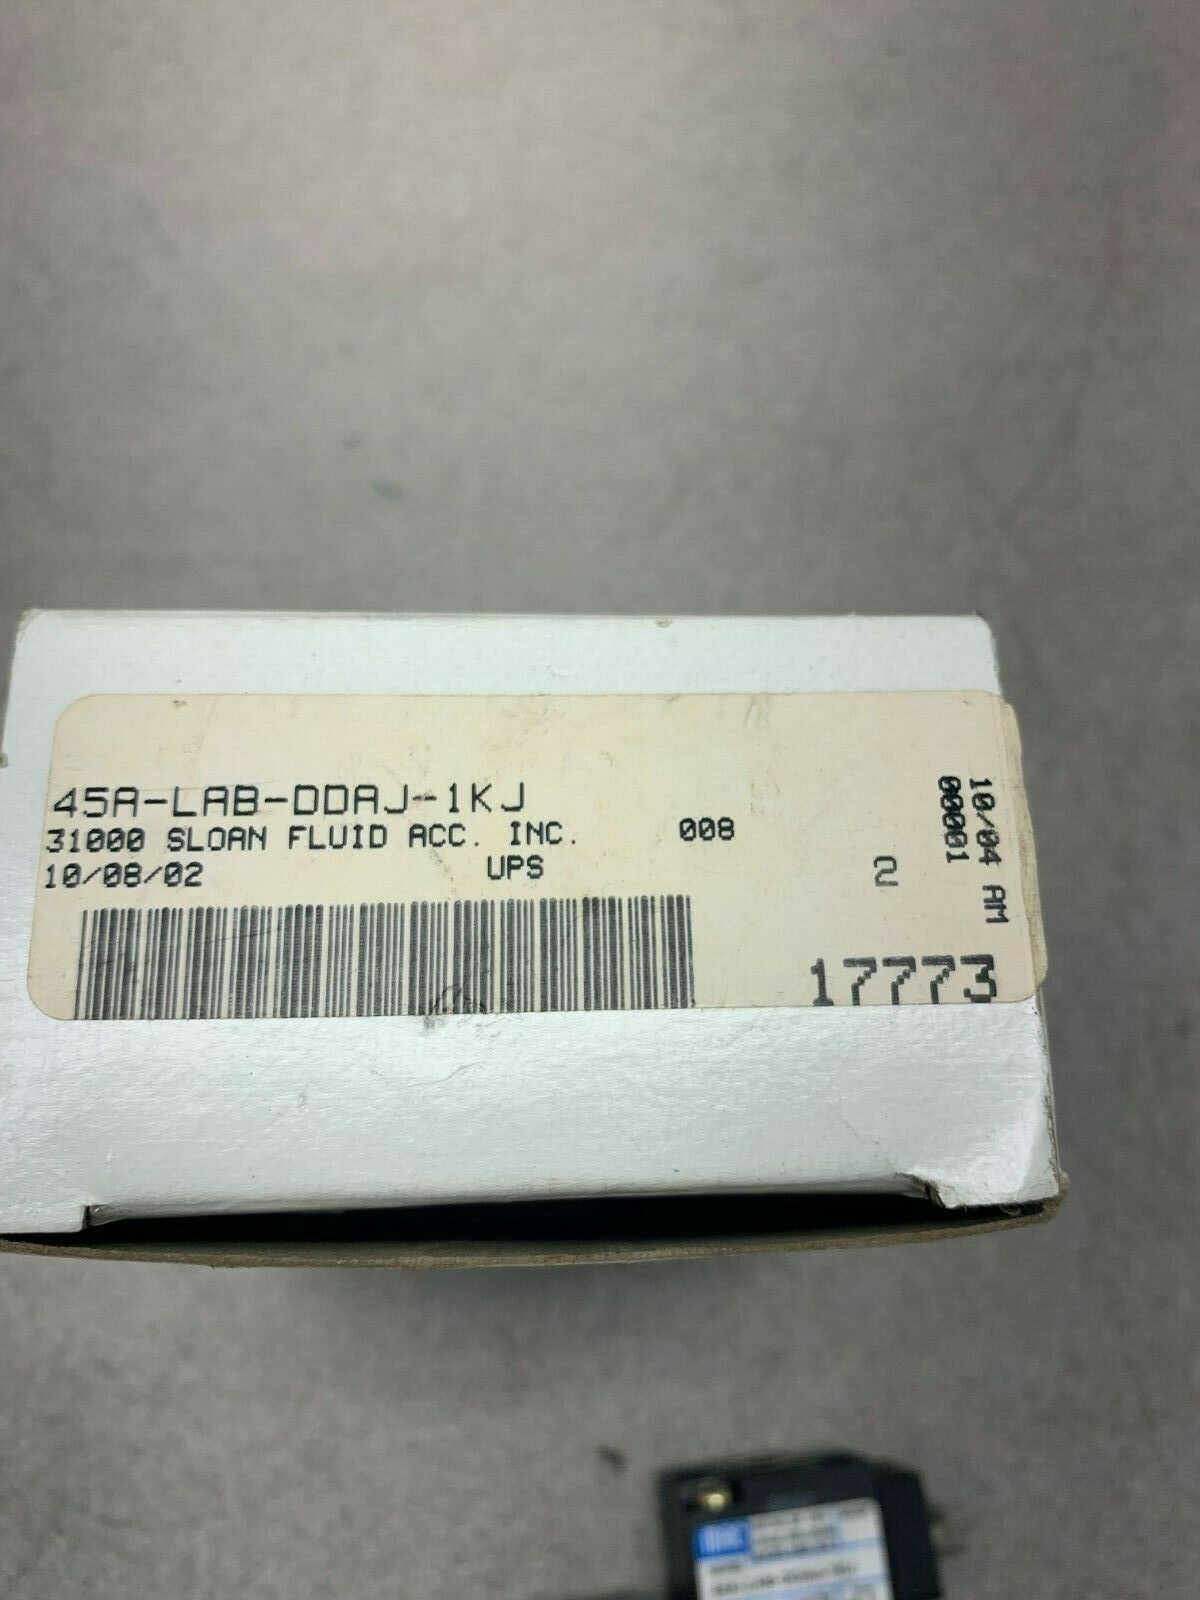 45A-LAB-DDAJ-1KJ
31000 SLOAN FLUID ACC. INC. 008
10/08/02 UPS 2
17773
10/04 AM
00001